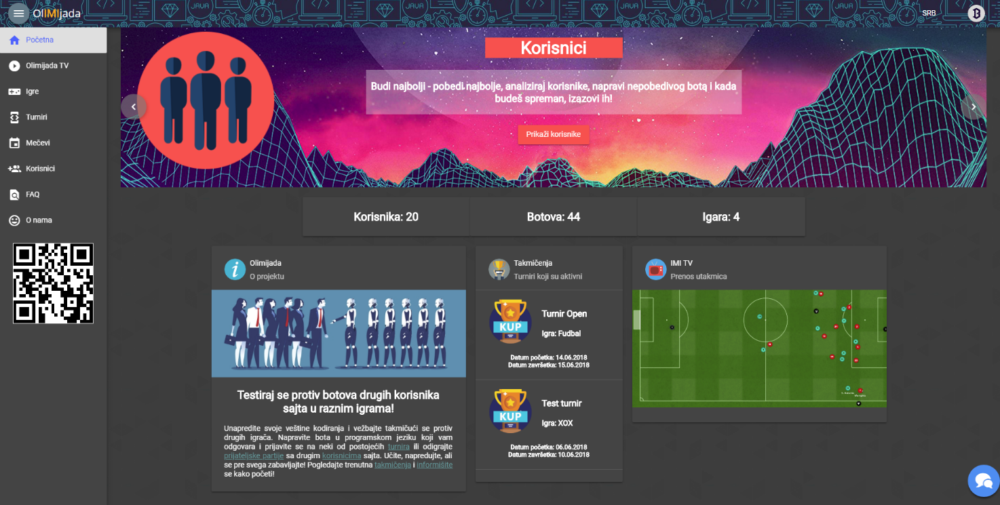 OlIMIjada
SRB
Početna
Olimijada TV
Igre
Turniri
Mečevi
Korisnici
FAQ
O nama
JAVA
JAVA
JAVA
JAVA
Korisnici
Budi najbolji - pobedi najbolje, analiziraj korisnike, napravi nepobedivog bota i kada
budeš spreman, izazovi ih!
Prikaži korisnike
Korisnika: 20
Botova: 44
Igara: 4
Olimijada
O projektu
Testiraj se protiv botova drugih korisnika
sajta u raznim igrama!
Unapredite svoje veštine kodiranja i vežbajte takmičući se protiv
drugih igrača. Napravite bota u programskom jeziku koji vam
odgovara i prijavite se na neki od postojećih turnira ili odigrajte
prijateljske partije sa drugim korisnicima sajta. Učite, napredujte, ali
se pre svega zabavljajte! Pogledajte trenutna takmičenja i informišite
se kako početi!
Takmičenja
Turniri koji su aktivni
KUP
Turnir Open
Igra: Fudbal
Datum početka: 14.06.2018
Datum završetka: 15.06.2018
KUP
Test turnir
Igra: XOX
Datum početka: 06.06.2018
Datum završetka: 10.06.2018
IMI TV
Prenos utakmica